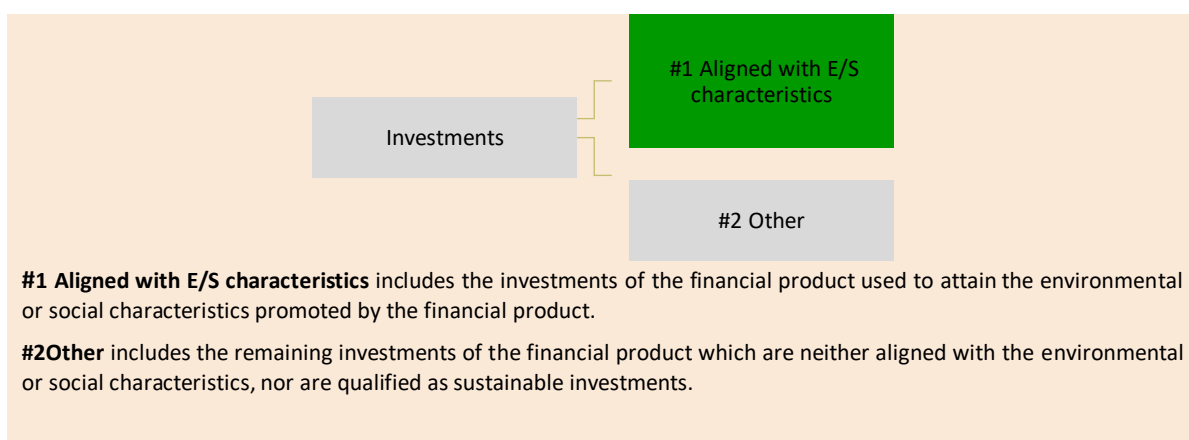 #1 Aligned with E/S
characteristics
Investments
#2 Other
#1 Aligned with E/S characteristics includes the investments of the financial product used to attain the environmental
or social characteristics promoted by the financial product.
#2Other includes the remaining investments of the financial product which are neither aligned with the environmental
or social characteristics, nor are qualified as sustainable investments.